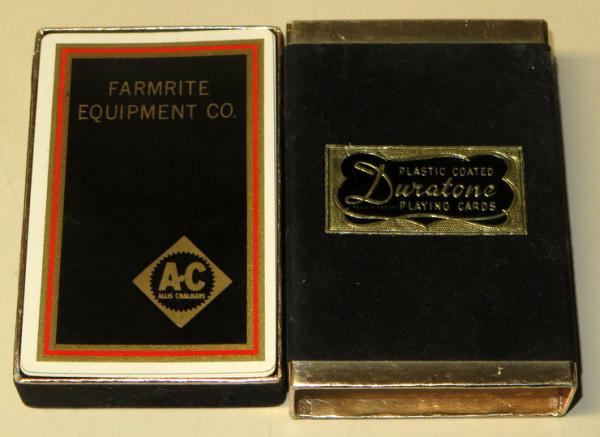 FARMRITE
EQUIPMENT CO.
A-C
ALLIS CHALMERS
PLASTIC COATED
Duratone
PLAYING CARDS